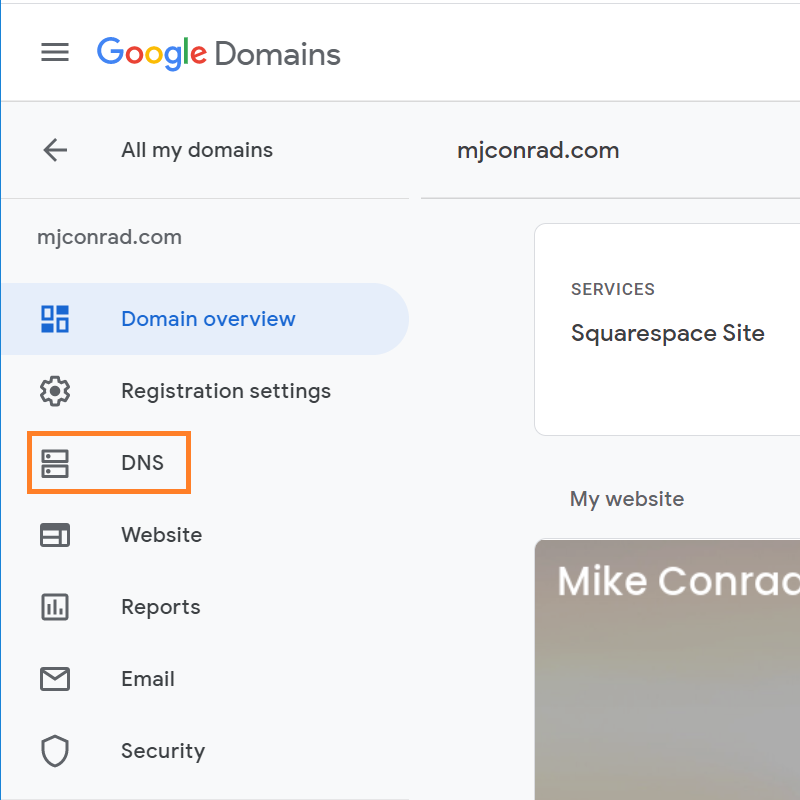 Google Domains
All my domains
mjconrad.com
mjconrad.com
Domain overview
Registration settings
DNS
Website
Reports
Email
Security
SERVICES
Squarespace Site
My website
Mike Conrad